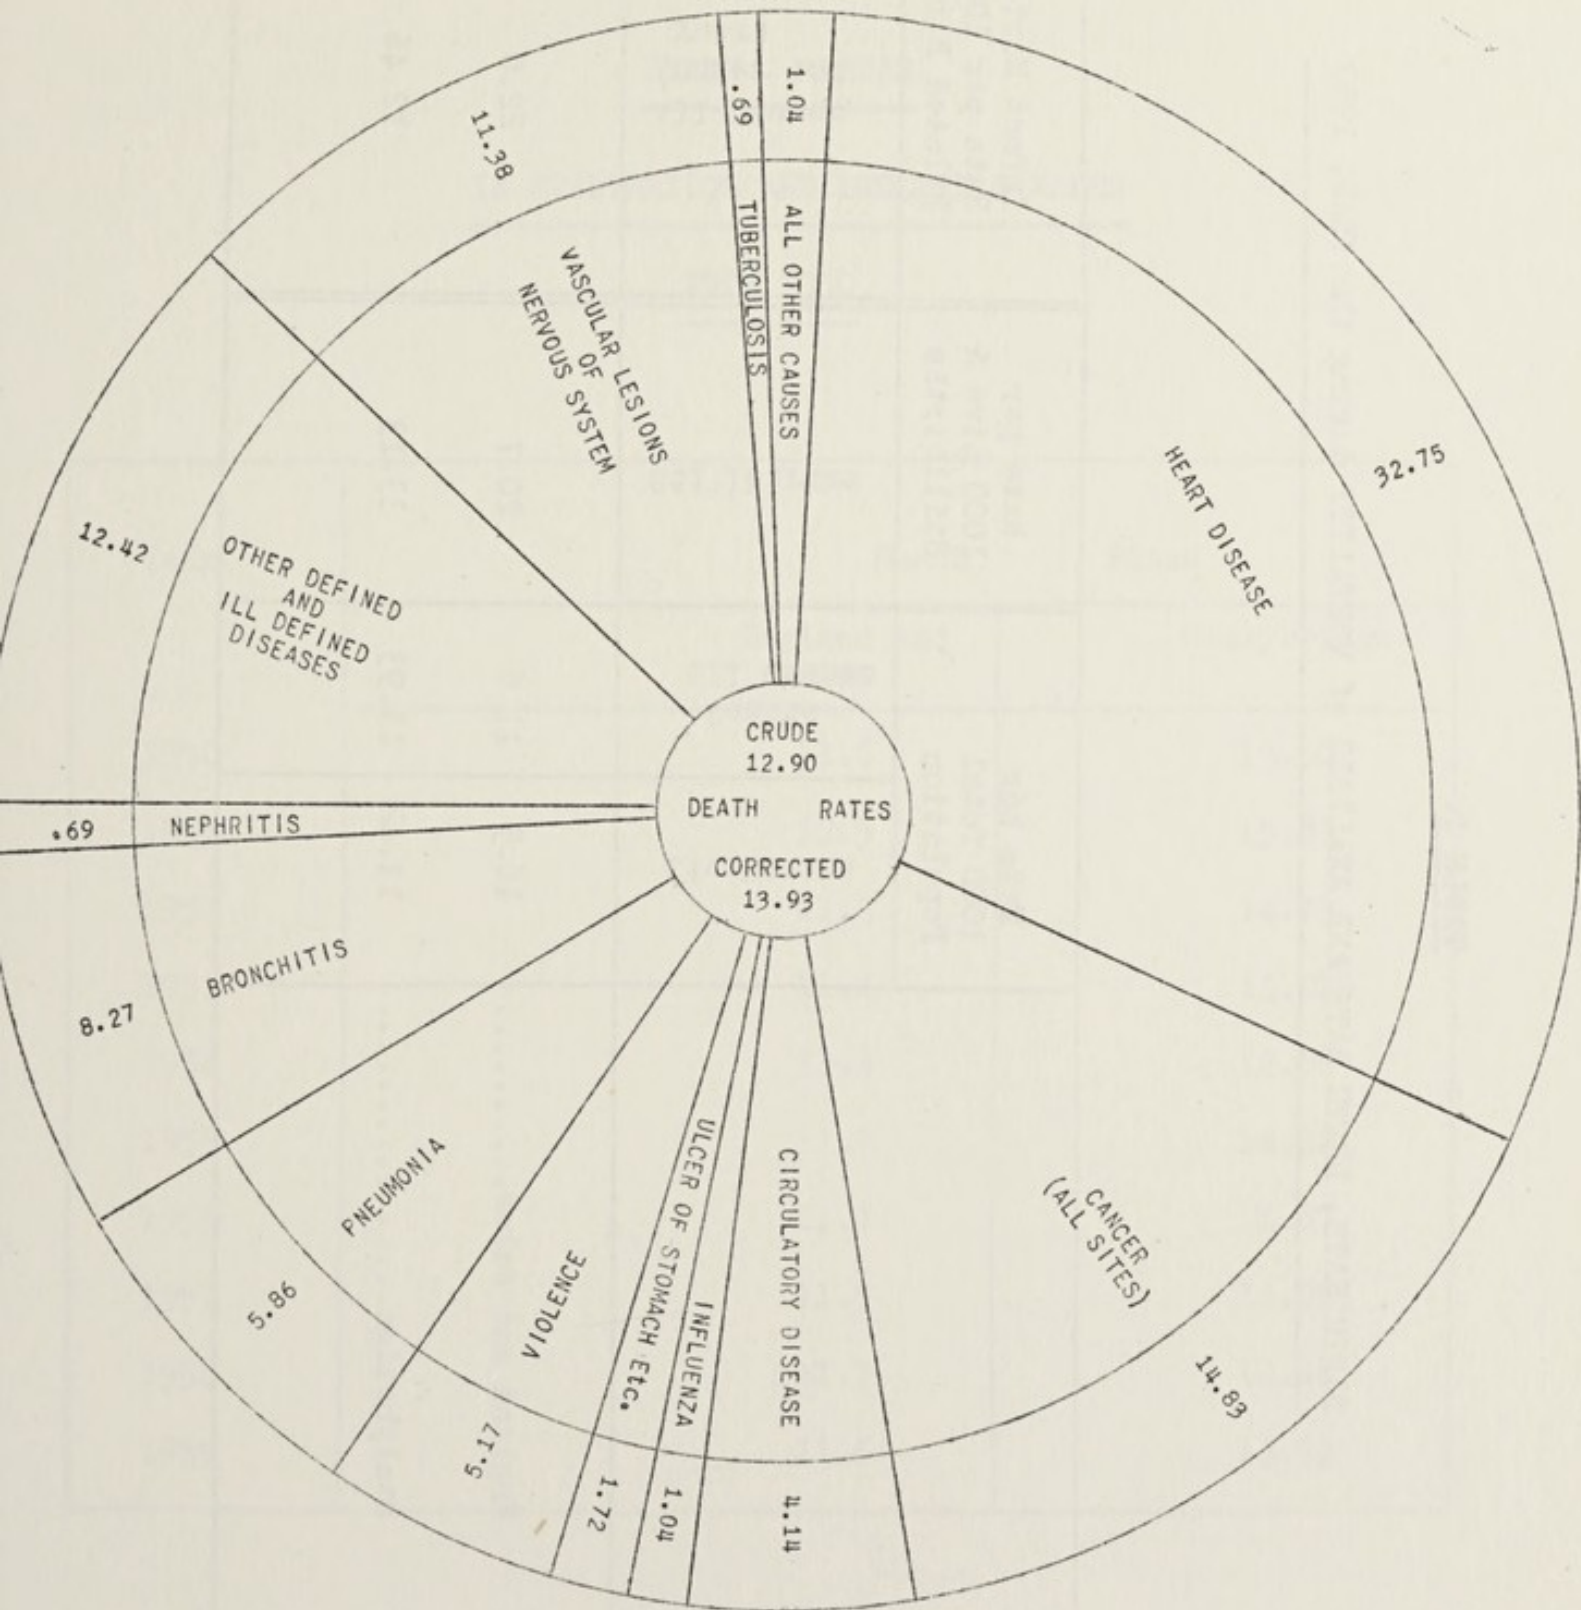 1.04
ALL OTHER CAUSES
32.75
HEART DISEASE
CANCER
(ALL SITES)
14.83
CIRCULATORY DISEASE
4.14
INFLUENZA
1.04
ULCER OF STOMACH Etc.
1.72
VIOLENCE
5.17
PNEUMONIA
5.86
BRONCHITIS
8.27
NEPHRITIS
.69
OTHER DEFINED
AND
ILL DEFINED
DISEASES
12.42
VASCULAR LESIONS
OF
NERVOUS SYSTEM
11.38
TUBERCULOSIS
.69
CRUDE
12.90
DEATH RATES
CORRECTED
13.93